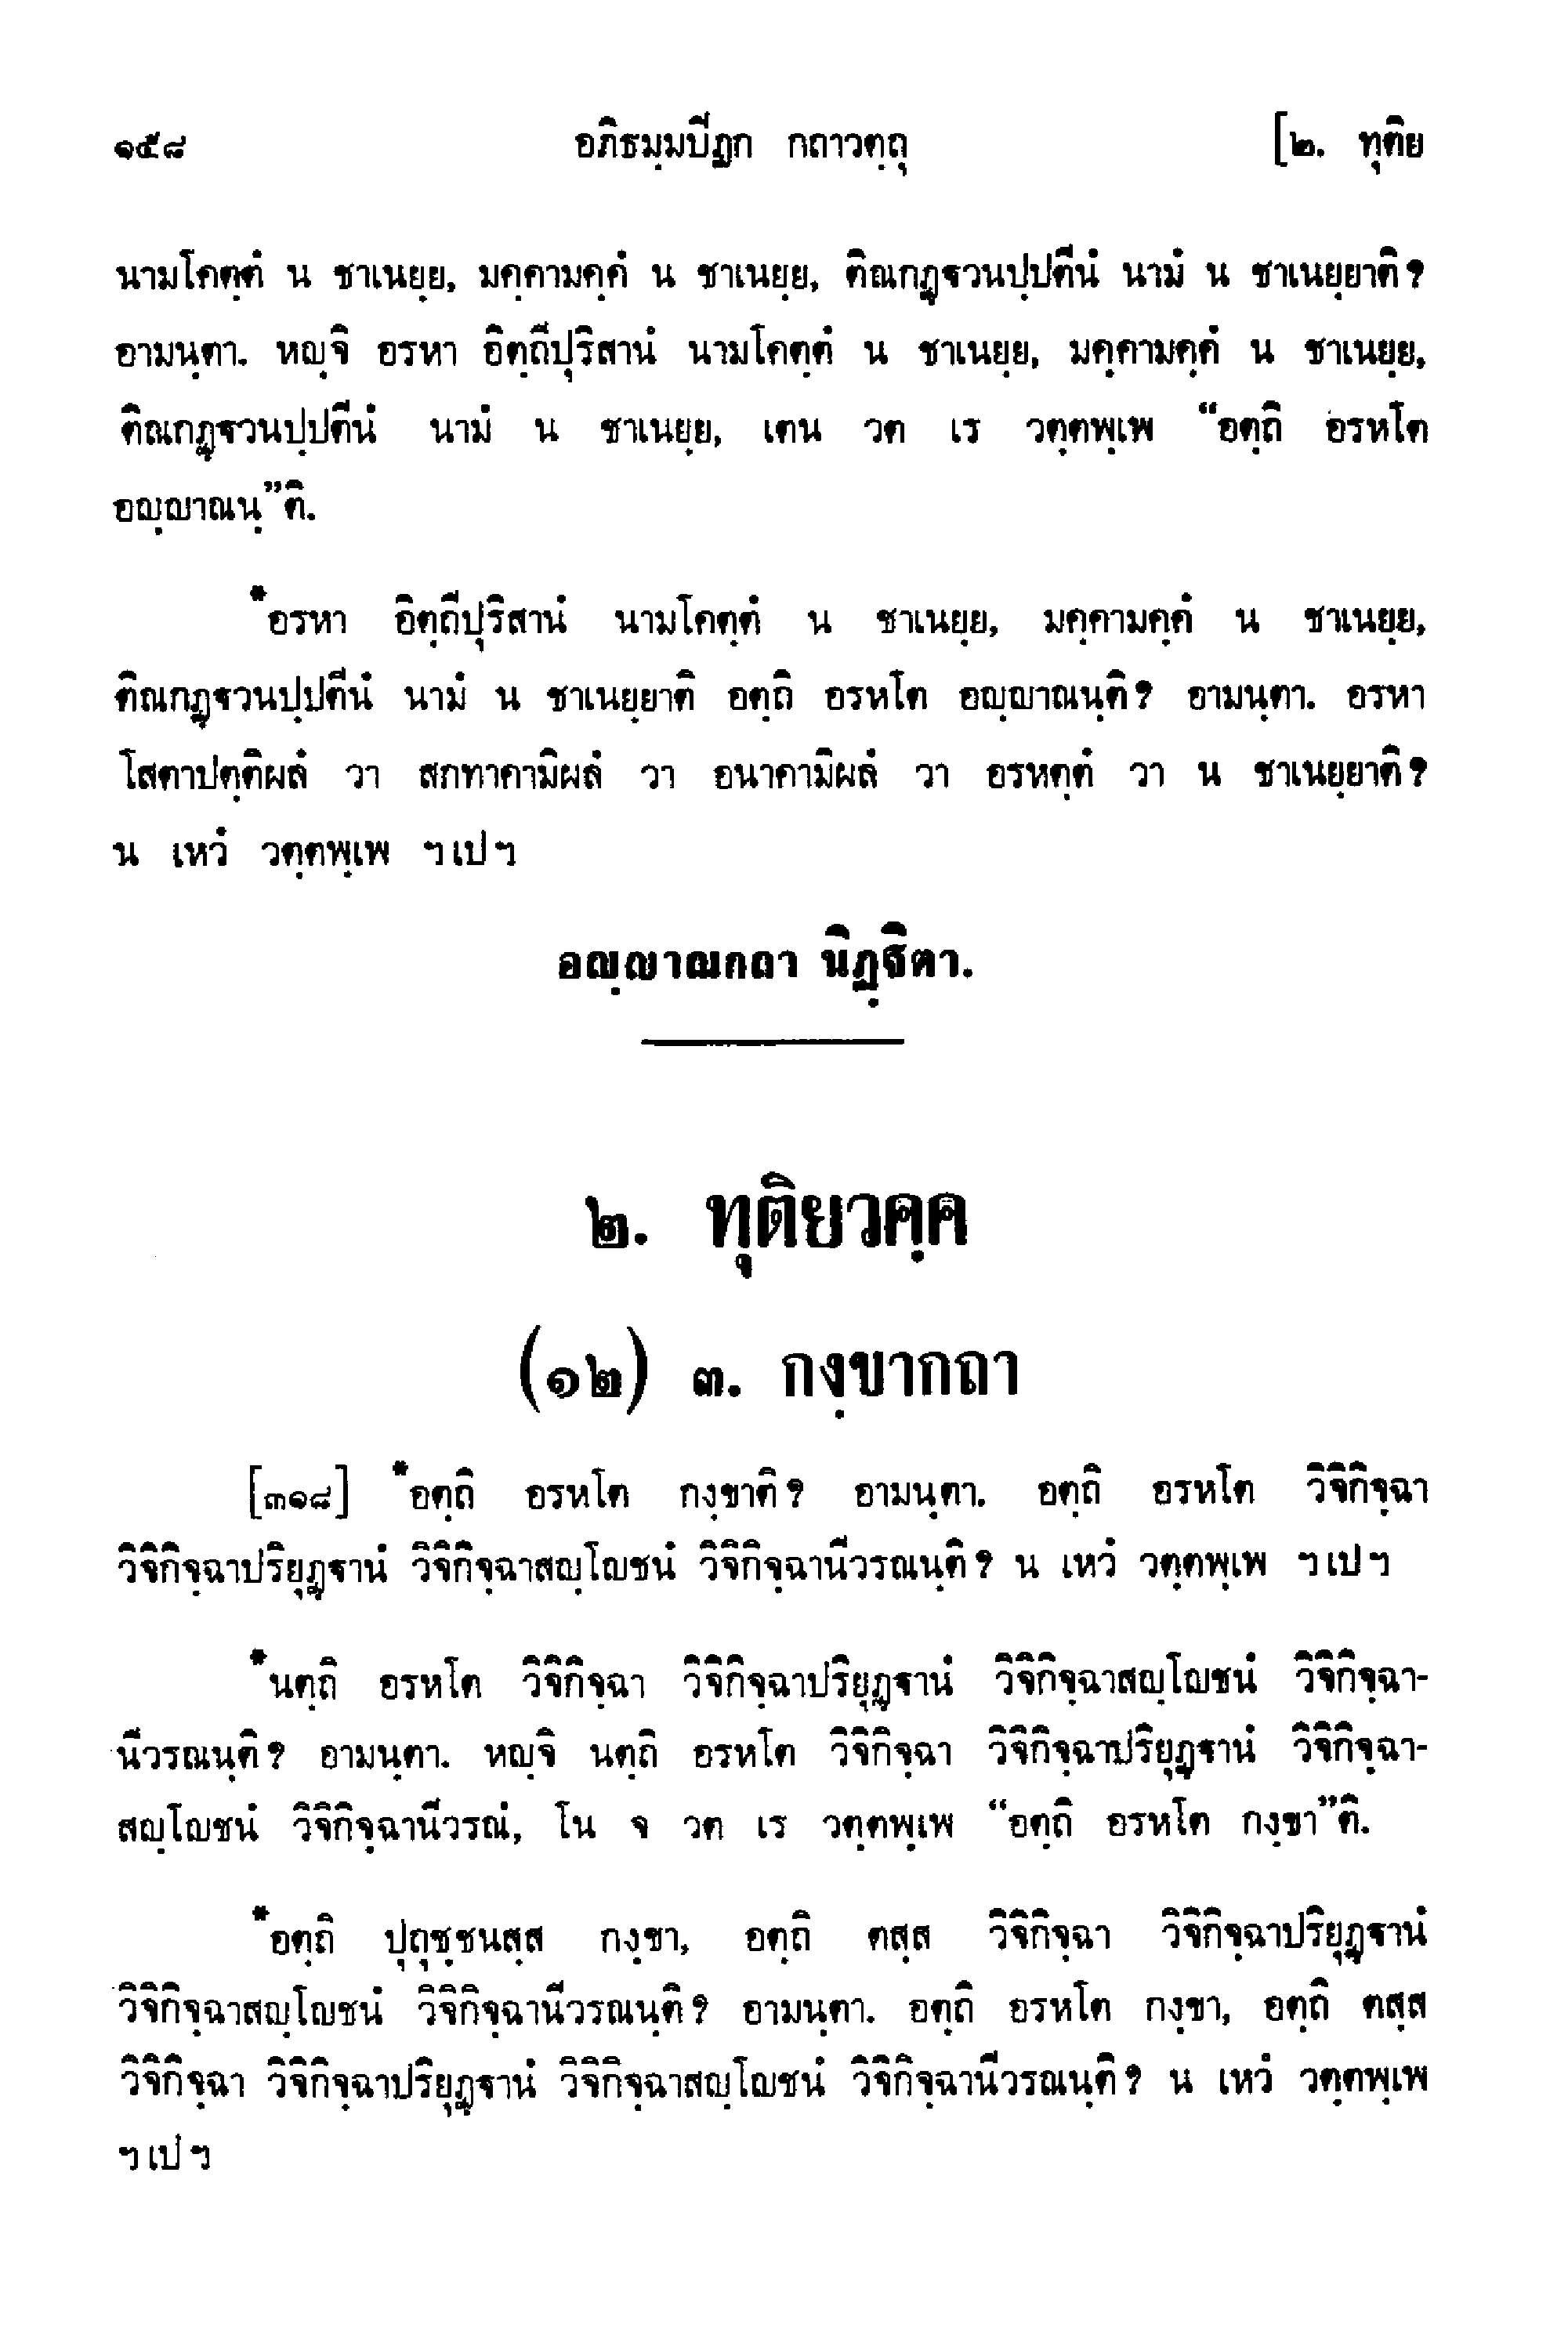 ๑๕๘ อภิธมฺมปีฏก กถาวตฺถุ [๒. ทุติย
นามโคตฺตํ น ชาเนยฺย, มคฺคามคฺคํ น ชาเนยฺย, ติณกฏฺฐวนปฺปตีนํ นามํ น ชาเนยฺยาติ?
อามนฺตา. หญฺจิ อรหา อิตฺถีปุริสานํ นามโคตฺตํ น ชาเนยฺย, มคฺคามคฺคํ น ชาเนยฺย,
ติณกฏฺฐวนปฺปตีนํ นามํ น ชาเนยฺย, เตน วต เร วตฺตพฺเพ “อตฺถิ อรหโต
อญฺญาณนฺ”ติ.
*อรหา อิตฺถีปุริสานํ นามโคตฺตํ น ชาเนยฺย, มคฺคามคฺคํ น ชาเนยฺย,
ติณกฏฺฐวนปฺปตีนํ นามํ น ชาเนยฺยาติ อตฺถิ อรหโต อญฺญาณนฺติ? อามนฺตา. อรหา
โสตาปตฺติผลํ วา สกทาคามิผลํ วา อนาคามิผลํ วา อรหตฺตํ วา น ชาเนยฺยาติ?
น เหวํ วตฺตพฺเพ ฯเปฯ
อญฺญาณกถา นิฏฺฐิตา.
๒. ทุติยวคฺค
(๑๒) ๓. กงฺขากถา
[๓๑๘] *อตฺถิ อรหโต กงฺขาติ? อามนฺตา. อตฺถิ อรหโต วิจิกิจฺฉา
วิจิกิจฺฉาปริยุฏฺฐานํ วิจิกิจฺฉาสญฺโญชนํ วิจิกิจฺฉานีวรณนฺติ? น เหวํ วตฺตพฺเพ ฯเปฯ
*นตฺถิ อรหโต วิจิกิจฺฉา วิจิกิจฺฉาปริยุฏฺฐานํ วิจิกิจฺฉาสญฺโญชนํ วิจิกิจฺฉา-
นีวรณนฺติ? อามนฺตา. หญฺจิ นตฺถิ อรหโต วิจิกิจฺฉา วิจิกิจฺฉาปริยุฏฺฐานํ วิจิกิจฺฉา-
สญฺโญชนํ วิจิกิจฺฉานีวรณํ, โน จ วต เร วตฺตพฺเพ “อตฺถิ อรหโต กงฺขา”ติ.
*อตฺถิ ปุถุชฺชนสฺส กงฺขา, อตฺถิ ตสฺส วิจิกิจฺฉา วิจิกิจฺฉาปริยุฏฺฐานํ
วิจิกิจฺฉาสญฺโญชนํ วิจิกิจฺฉานีวรณนฺติ? อามนฺตา. อตฺถิ อรหโต กงฺขา, อตฺถิ ตสฺส
วิจิกิจฺฉา วิจิกิจฺฉาปริยุฏฺฐานํ วิจิกิจฺฉาสญฺโญชนํ วิจิกิจฺฉานีวรณนฺติ? น เหวํ วตฺตพฺเพ
ฯเปฯ